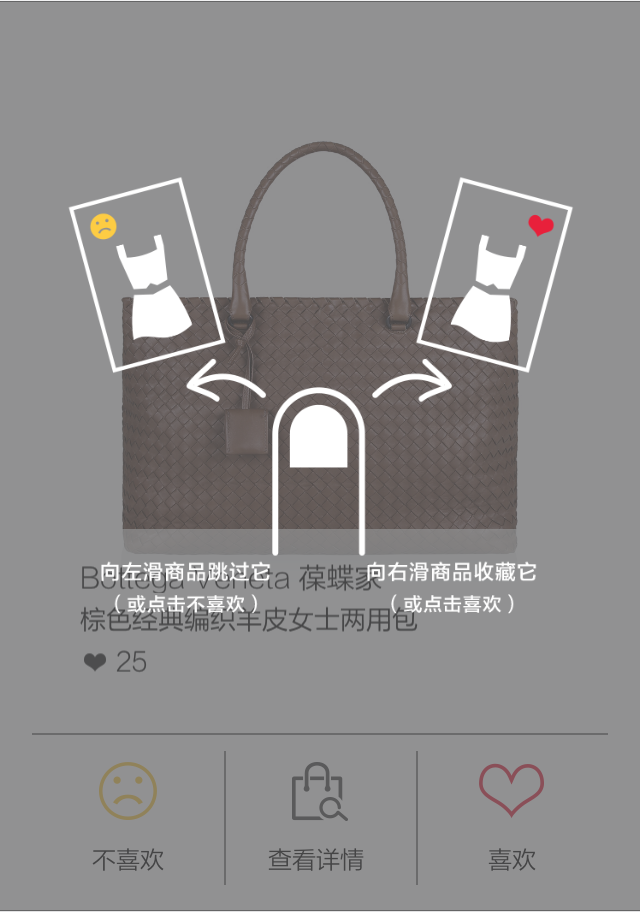 向左滑商品跳过它
（或点击不喜欢）
向右滑商品收藏它
（或点击喜欢）
Bottega Veneta 葆蝶家
棕色经典编织羊皮女士两用包
25
不喜欢
查看详情
喜欢